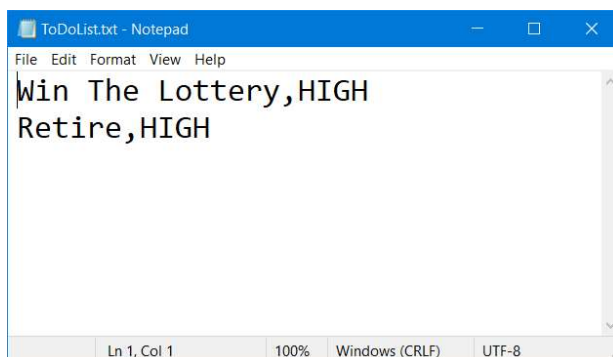 ToDoList.txt - Notepad
File Edit Format View Help
Win The Lottery,HIGH
Retire,HIGH
Ln 1, Col 1 100% Windows (CRLF) UTF-8